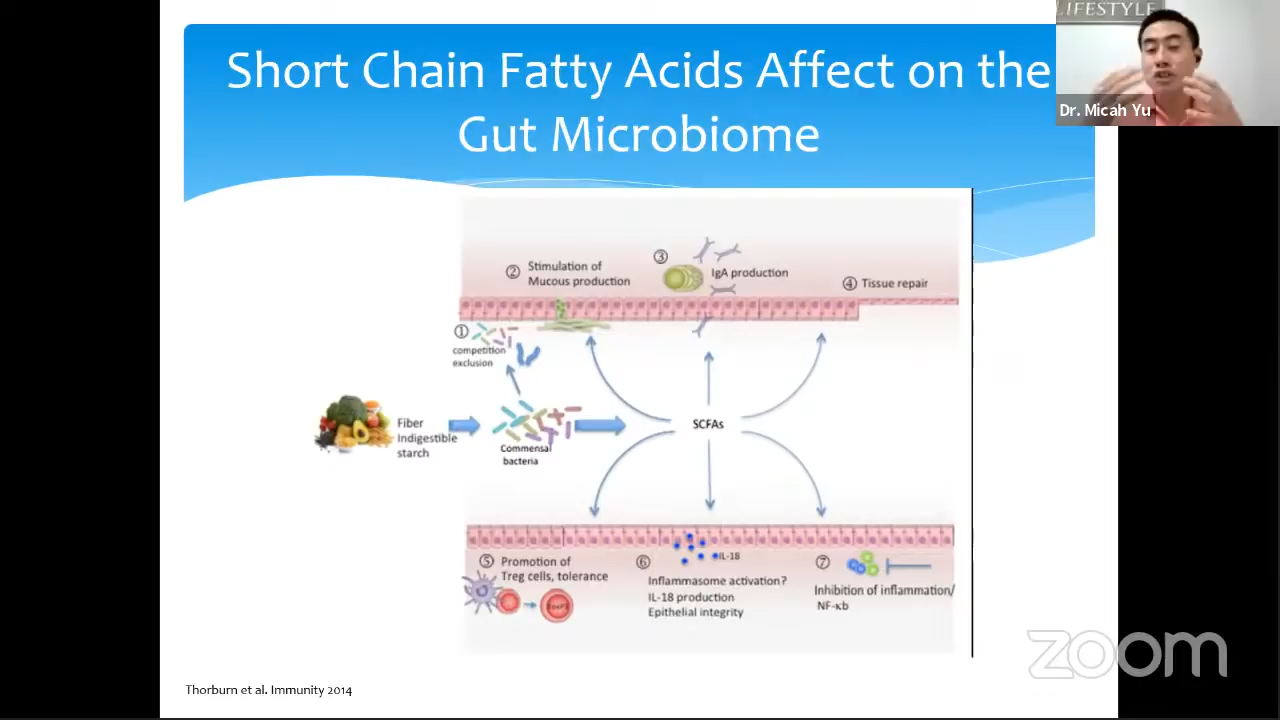 Short Chain Fatty Acids Affect on the
Gut Microbiome
LIFESTYLE
Dr. Micah Yu
② Stimulation of
Mucous production
③
IgA production
④ Tissue repair
①
competition
exclusion
Fiber
Indigestible
starch
Commensal
bacteria
SCFAs
⑤ Promotion of
Treg cells, tolerance
FoxP3
⑥
IL-18
Inflammasome activation?
IL-18 production
Epithelial integrity
⑦
Inhibition of inflammation/
NF-κb
zoom
Thorburn et al. Immunity 2014